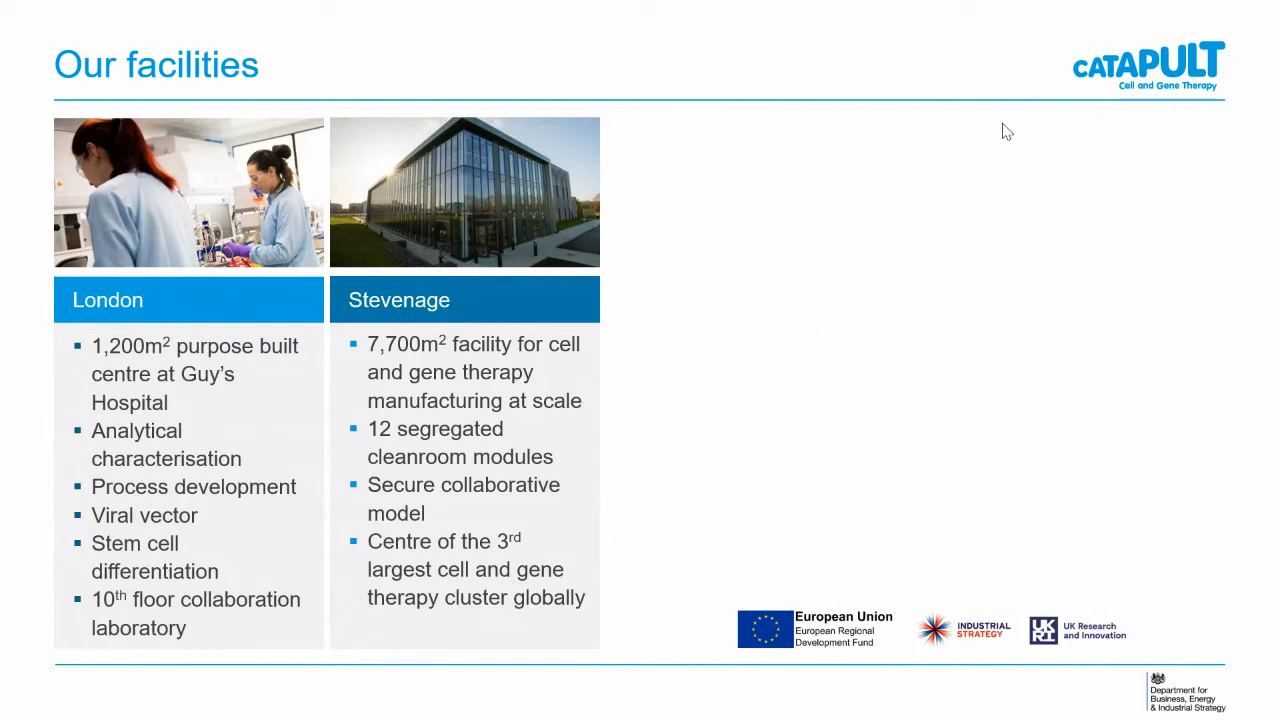 Our facilities
CATAPULT
Cell and Gene Therapy
London
1,200m² purpose built
centre at Guy's
Hospital
Analytical
characterisation
Process development
Viral vector
Stem cell
differentiation
10th floor collaboration
laboratory
Stevenage
7,700m² facility for cell
and gene therapy
manufacturing at scale
12 segregated
cleanroom modules
Secure collaborative
model
Centre of the 3rd
largest cell and gene
therapy cluster globally
European Union
European Regional
Development Fund
INDUSTRIAL
STRATEGY
UK
RI
UK Research
and Innovation
Department for
Business, Energy
& Industrial Strategy